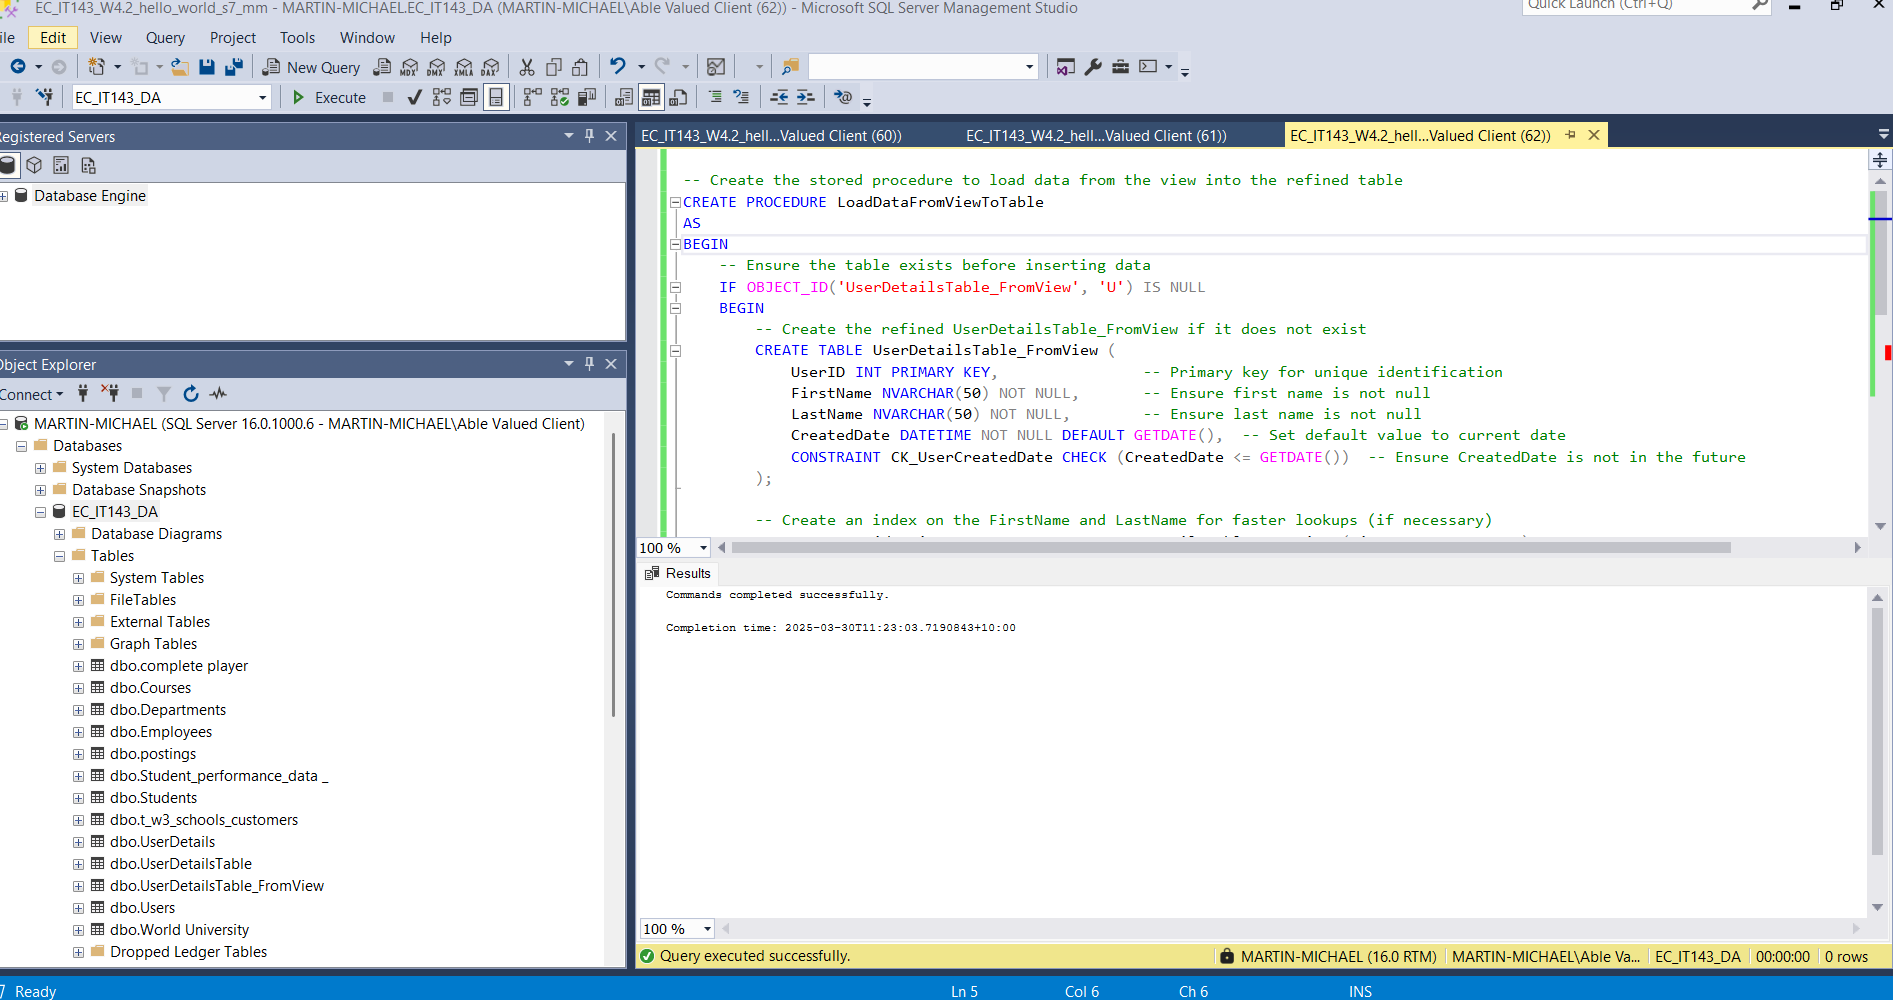 EC_IT143_W4.2_hello_world_s7_mm - MARTIN-MICHAEL.EC_IT143_DA (MARTIN-MICHAEL\Able Valued Client (62)) - Microsoft SQL Server Management Studio
Quick Launch (Ctrl+Q)
ile Edit View Query Project Tools Window Help
New Query MDX DMX XMLA DAX
EC_IT143_DA Execute
Registered Servers
Database Engine
Object Explorer
Connect
MARTIN-MICHAEL (SQL Server 16.0.1000.6 - MARTIN-MICHAEL\Able Valued Client)
Databases
System Databases
Database Snapshots
EC_IT143_DA
Database Diagrams
Tables
System Tables
FileTables
External Tables
Graph Tables
dbo.complete player
dbo.Courses
dbo.Departments
dbo.Employees
dbo.postings
dbo.Student_performance_data _
dbo.Students
dbo.t_w3_schools_customers
dbo.UserDetails
dbo.UserDetailsTable
dbo.UserDetailsTable_FromView
dbo.Users
dbo.World University
Dropped Ledger Tables
EC_IT143_W4.2_hell...Valued Client (60)) EC_IT143_W4.2_hell...Valued Client (61)) EC_IT143_W4.2_hell...Valued Client (62))
-- Create the stored procedure to load data from the view into the refined table
CREATE PROCEDURE LoadDataFromViewToTable
AS
BEGIN
-- Ensure the table exists before inserting data
IF OBJECT_ID('UserDetailsTable_FromView', 'U') IS NULL
BEGIN
-- Create the refined UserDetailsTable_FromView if it does not exist
CREATE TABLE UserDetailsTable_FromView (
UserID INT PRIMARY KEY, -- Primary key for unique identification
FirstName NVARCHAR(50) NOT NULL, -- Ensure first name is not null
LastName NVARCHAR(50) NOT NULL, -- Ensure last name is not null
CreatedDate DATETIME NOT NULL DEFAULT GETDATE(), -- Set default value to current date
CONSTRAINT CK_UserCreatedDate CHECK (CreatedDate <= GETDATE()) -- Ensure CreatedDate is not in the future
);
-- Create an index on the FirstName and LastName for faster lookups (if necessary)
100 %
Results
Commands completed successfully.
Completion time: 2025-03-30T11:23:03.7190843+10:00
100 %
Query executed successfully. MARTIN-MICHAEL (16.0 RTM) MARTIN-MICHAEL\Able Va... EC_IT143_DA 00:00:00 0 rows
Ready Ln 5 Col 6 Ch 6 INS